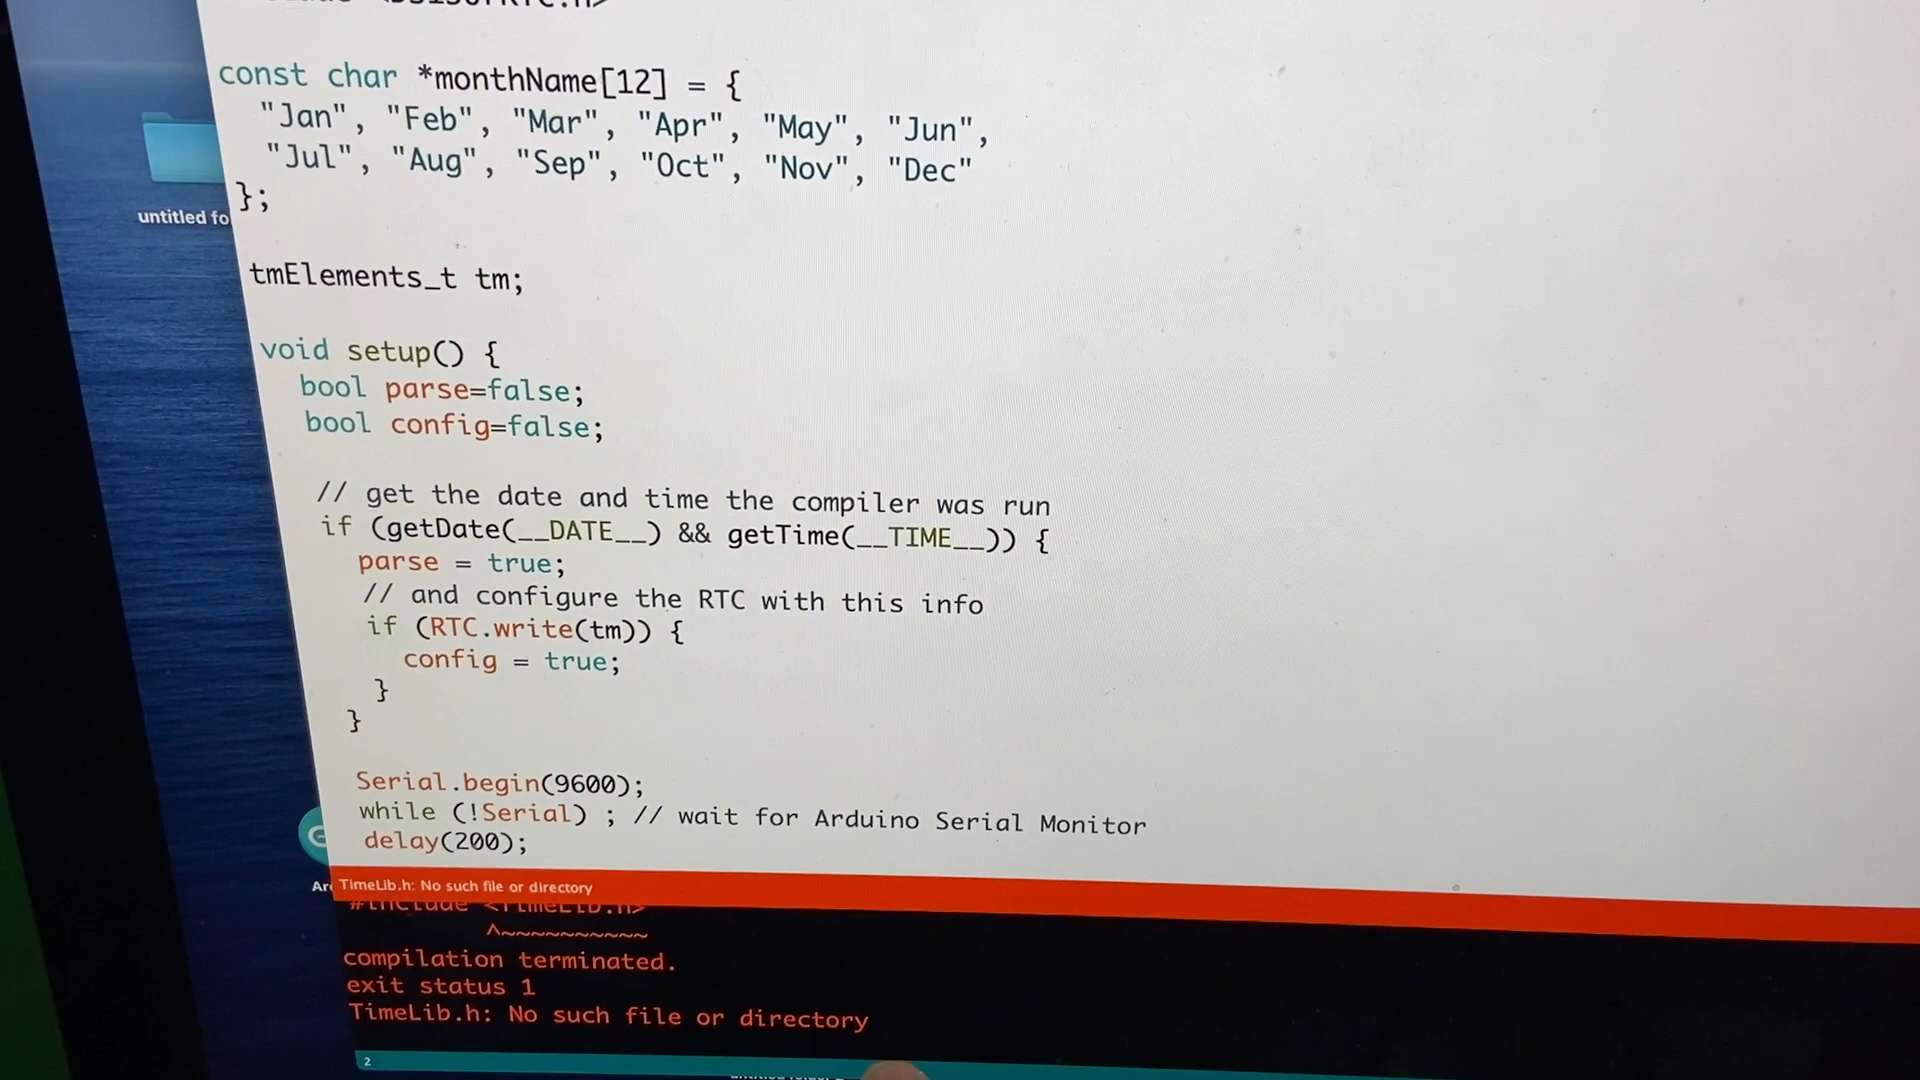 const char *monthName[12] = {
"Jan", "Feb", "Mar", "Apr", "May", "Jun",
"Jul", "Aug", "Sep", "Oct", "Nov", "Dec"
};
untitled fo
tmElements_t tm;
void setup() {
bool parse=false;
bool config=false;
// get the date and time the compiler was run
if (getDate(__DATE__) && getTime(__TIME__)) {
parse = true;
// and configure the RTC with this info
if (RTC.write(tm)) {
config = true;
}
}
Serial.begin(9600);
while (!Serial) ; // wait for Arduino Serial Monitor
delay(200);
Ar
TimeLib.h: No such file or directory
#include <TimeLib.h>
^~~~~~~~~~~~
compilation terminated.
exit status 1
TimeLib.h: No such file or directory
2